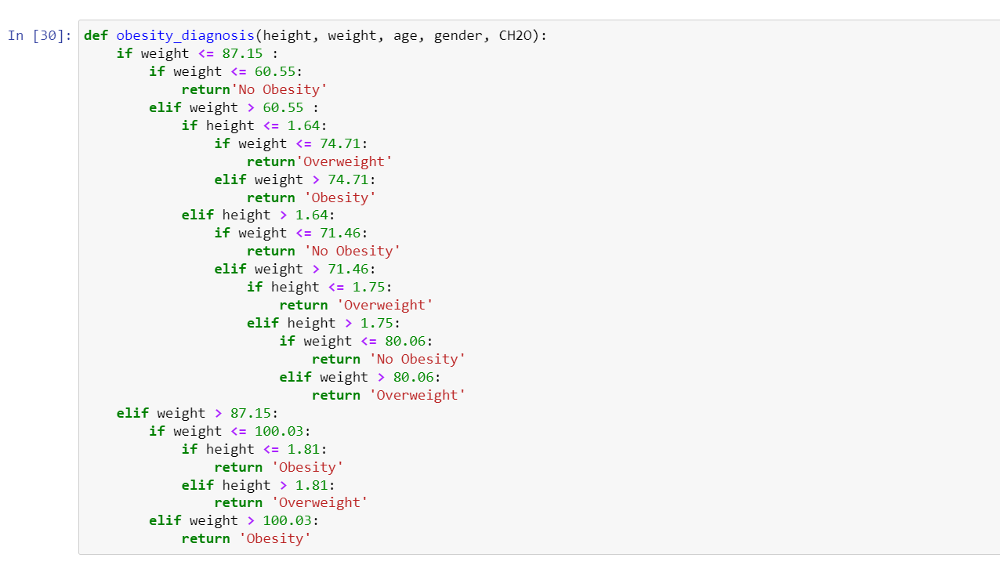 In [30]: def obesity_diagnosis(height, weight, age, gender, CH2O):
    if weight <= 87.15 :
        if weight <= 60.55:
            return'No Obesity'
        elif weight > 60.55 :
            if height <= 1.64:
                if weight <= 74.71:
                    return'Overweight'
                elif weight > 74.71:
                    return 'Obesity'
            elif height > 1.64:
                if weight <= 71.46:
                    return 'No Obesity'
                elif weight > 71.46:
                    if height <= 1.75:
                        return 'Overweight'
                    elif height > 1.75:
                        if weight <= 80.06:
                            return 'No Obesity'
                        elif weight > 80.06:
                            return 'Overweight'
    elif weight > 87.15:
        if weight <= 100.03:
            if height <= 1.81:
                return 'Obesity'
            elif height > 1.81:
                return 'Overweight'
        elif weight > 100.03:
            return 'Obesity'